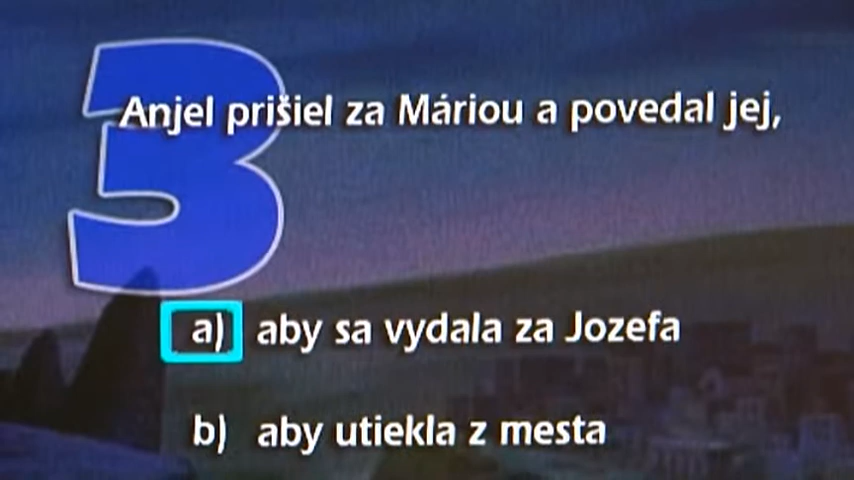 3
Anjel prišiel za Máriou a povedal jej,
a) aby sa vydala za Jozefa
b) aby utiekla z mesta